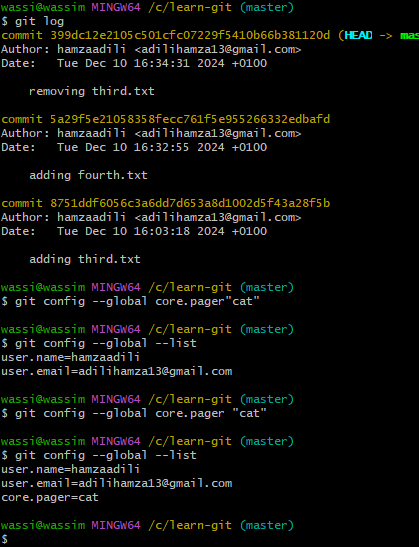 wassi@wassim MINGW64 /c/learn-git (master)
$ git log
commit 399dc12e2105c501cfc07229f5410b66b381120d (HEAD -> mas
Author: hamzaadili <adilihamza13@gmail.com>
Date:   Tue Dec 10 16:34:31 2024 +0100
    removing third.txt
commit 5a29f5e21058358fecc761f5e955266332edbafd
Author: hamzaadili <adilihamza13@gmail.com>
Date:   Tue Dec 10 16:32:55 2024 +0100
    adding fourth.txt
commit 8751ddf6056c3a6dd7d653a8d1002d5f43a28f5b
Author: hamzaadili <adilihamza13@gmail.com>
Date:   Tue Dec 10 16:03:18 2024 +0100
    adding third.txt
wassi@wassim MINGW64 /c/learn-git (master)
$ git config --global core.pager"cat"
wassi@wassim MINGW64 /c/learn-git (master)
$ git config --global --list
user.name=hamzaadili
user.email=adilihamza13@gmail.com
wassi@wassim MINGW64 /c/learn-git (master)
$ git config --global core.pager "cat"
wassi@wassim MINGW64 /c/learn-git (master)
$ git config --global --list
user.name=hamzaadili
user.email=adilihamza13@gmail.com
core.pager=cat
wassi@wassim MINGW64 /c/learn-git (master)
$